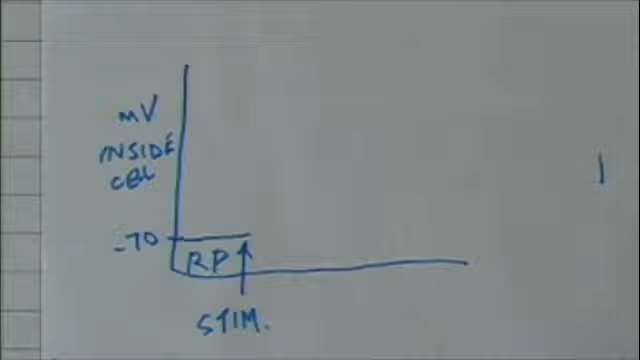 mV
INSIDE
CELL
-70
RP
STIM.